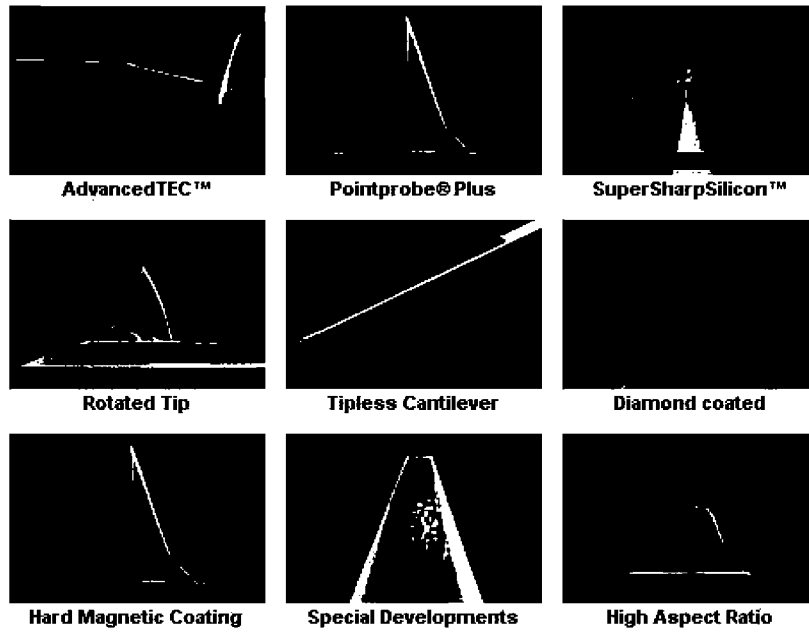 AdvancedTEC™
Pointprobe® Plus
SuperSharpSilicon™
Rotated Tip
Tipless Cantilever
Diamond coated
Hard Magnetic Coating
Special Developments
High Aspect Ratio